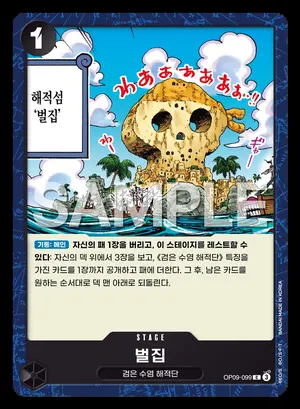 1
해적섬
'벌집'
わああああああ…!!
SAMPLE
기동: 메인 자신의 패 1장을 버리고, 이 스테이지를 레스트할 수
있다: 자신의 덱 위에서 3장을 보고, 《검은 수염 해적단》 특징을
가진 카드를 1장까지 공개하고 패에 더한다. 그 후, 남은 카드를
원하는 순서대로 덱 맨 아래로 되돌린다.
STAGE
벌집
검은 수염 해적단
OP09-099
3